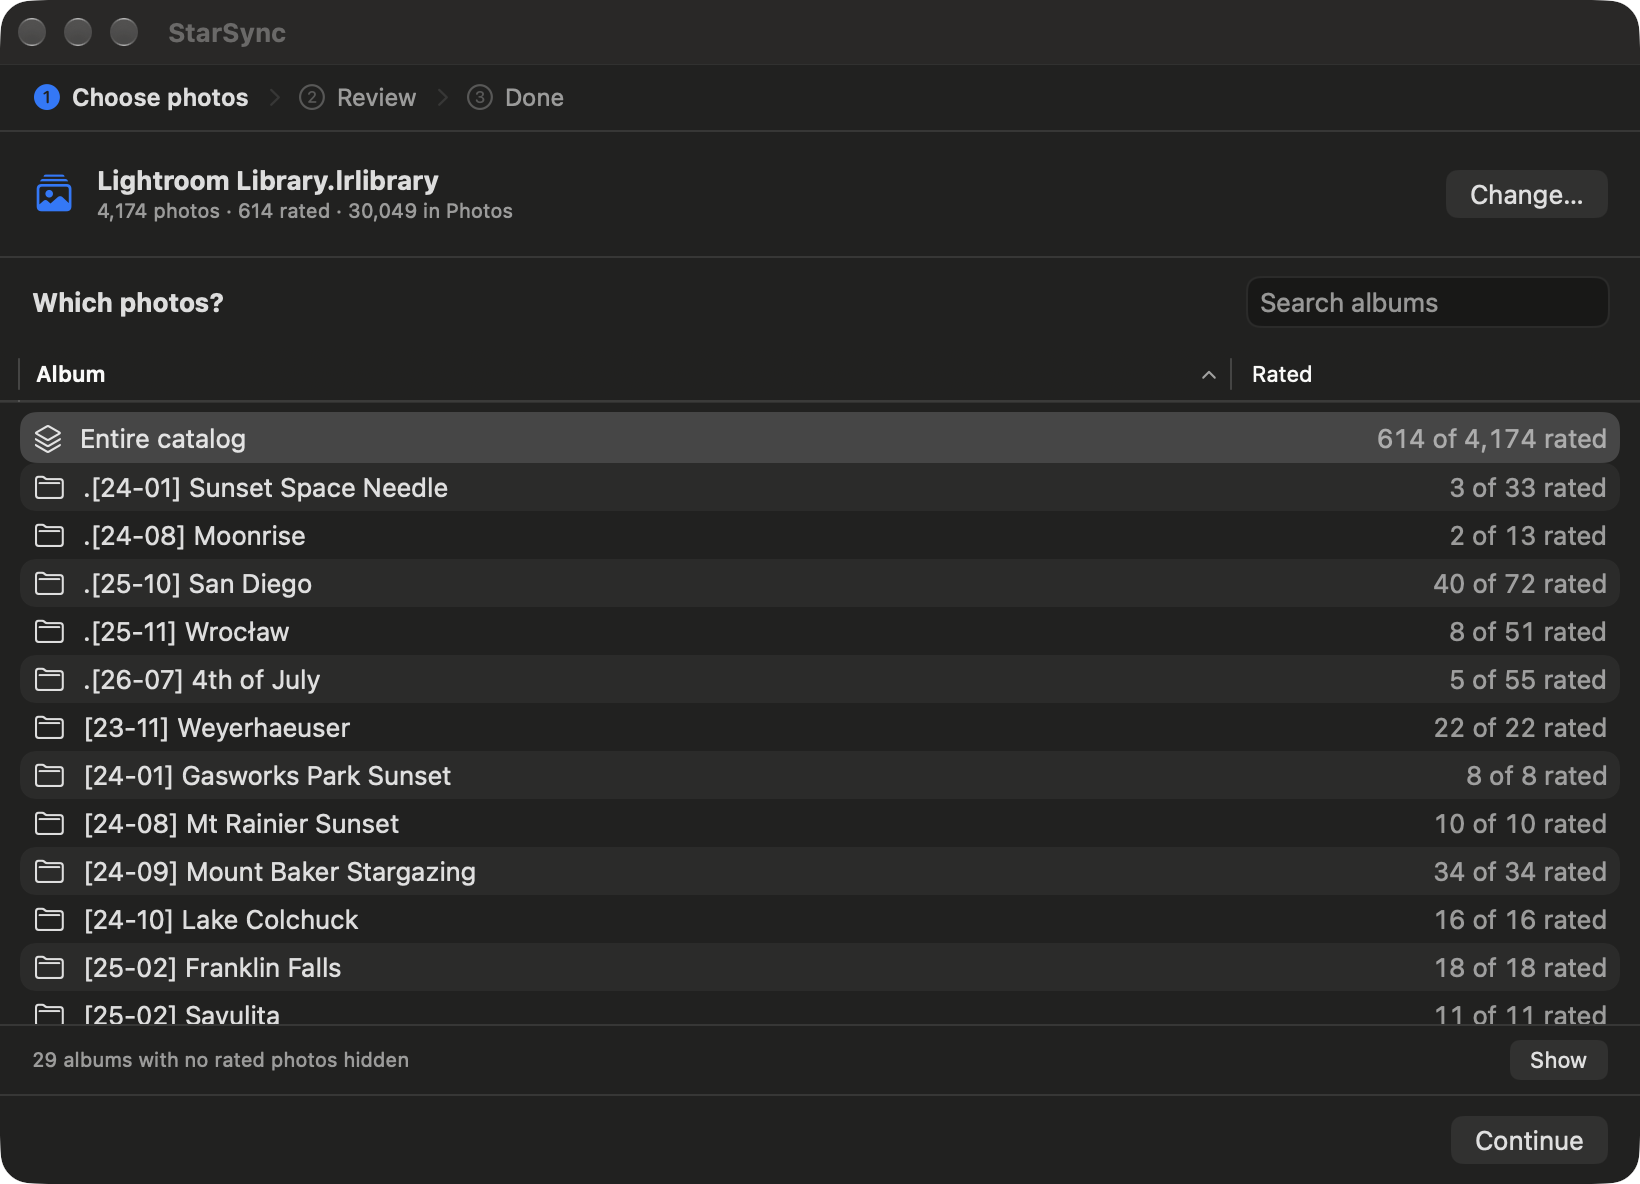 StarSync
1 Choose photos 2 Review 3 Done
Lightroom Library.lrlibrary
4,174 photos · 614 rated · 30,049 in Photos
Change...
Which photos?
Search albums
Album Rated
Entire catalog 614 of 4,174 rated
.[24-01] Sunset Space Needle 3 of 33 rated
.[24-08] Moonrise 2 of 13 rated
.[25-10] San Diego 40 of 72 rated
.[25-11] Wrocław 8 of 51 rated
.[26-07] 4th of July 5 of 55 rated
[23-11] Weyerhaeuser 22 of 22 rated
[24-01] Gasworks Park Sunset 8 of 8 rated
[24-08] Mt Rainier Sunset 10 of 10 rated
[24-09] Mount Baker Stargazing 34 of 34 rated
[24-10] Lake Colchuck 16 of 16 rated
[25-02] Franklin Falls 18 of 18 rated
[25-02] Sayulita 11 of 11 rated
29 albums with no rated photos hidden
Show
Continue